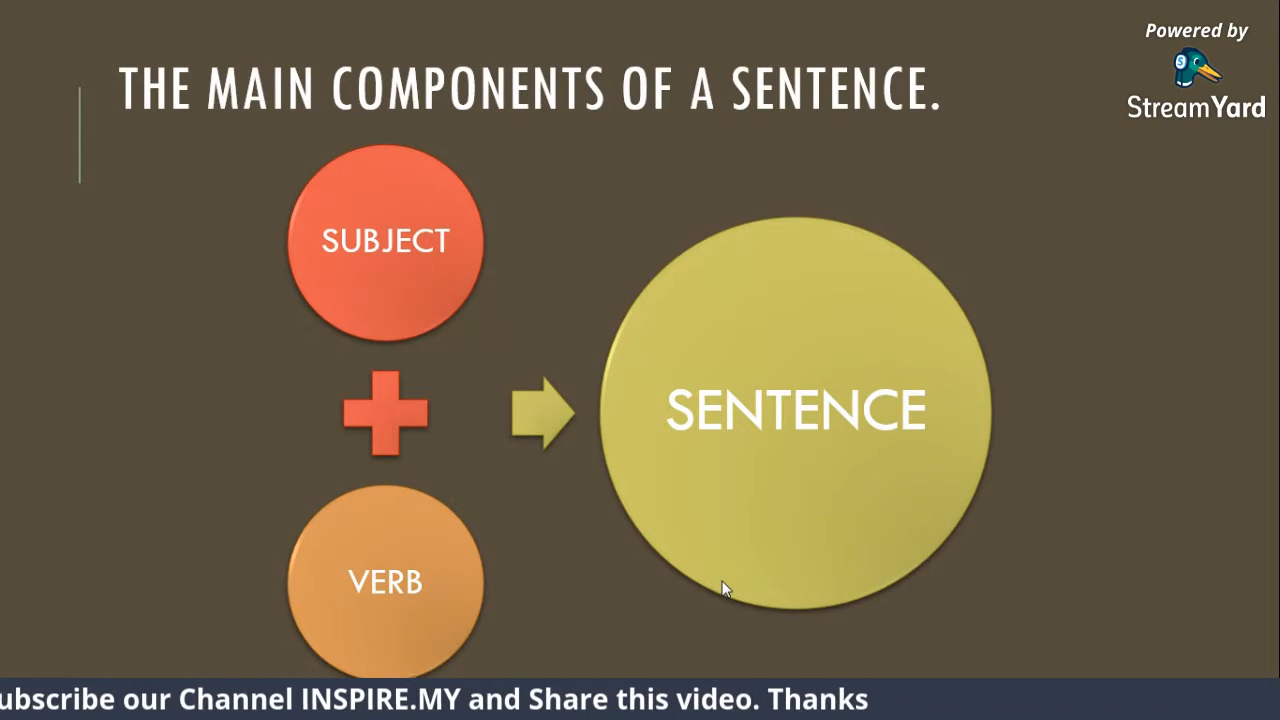 Powered by
StreamYard
THE MAIN COMPONENTS OF A SENTENCE.
SUBJECT
SENTENCE
VERB
ubscribe our Channel INSPIRE.MY and Share this video. Thanks